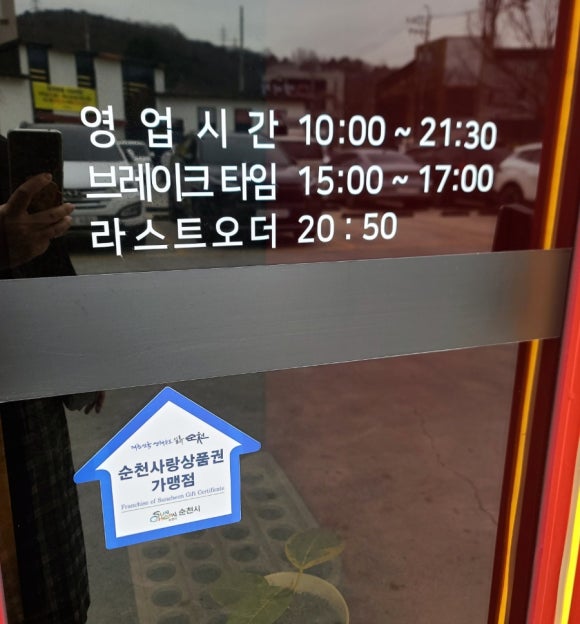 영업시간 10:00 ~ 21:30
브레이크타임 15:00 ~ 17:00
라스트오더 20 : 50
순천
순천사랑상품권
가맹점
Franchise of Suncheon Gift Certificate
순천시